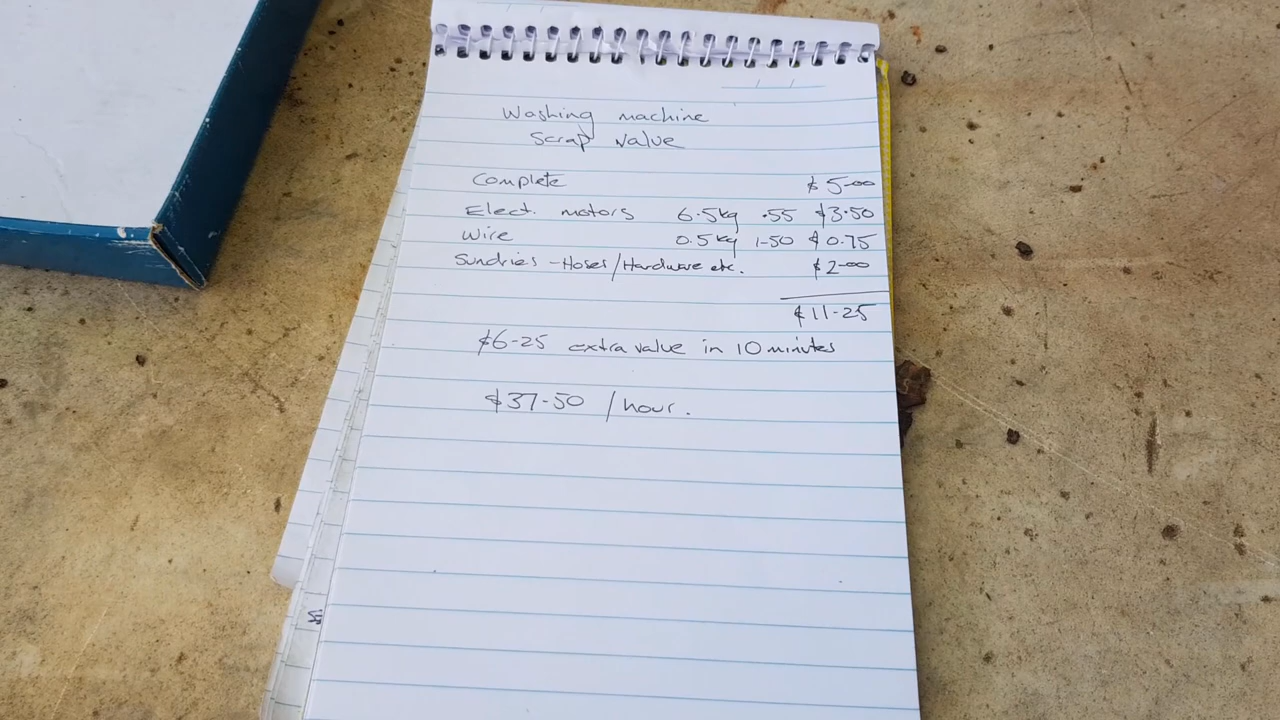 Washing machine
Scrap value
Complete $5-00
Elect. motors 6.5kg .55 $3.50
Wire 0.5kg 1-50 $0.75
Sundries - Hoses/Hardware etc. $2-00
$11-25
$6-25 extra value in 10 minutes
$37-50 /hour.